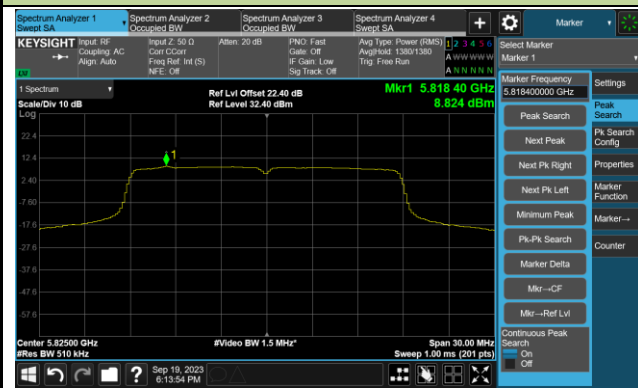 Spectrum Analyzer 1
Swept SA
Spectrum Analyzer 2
Occupied BW
Spectrum Analyzer 3
Occupied BW
Spectrum Analyzer 4
Swept SA
+
Marker
KEYSIGHT
Input: RF
Coupling: AC
Align: Auto
Input Z: 50 Ω
Corr CCorr
Freq Ref: Int (S)
NFE: Off
Atten: 20 dB
PNO: Fast
Gate: Off
IF Gain: Low
Sig Track: Off
Avg Type: Power (RMS)
Avg|Hold: 1380/1380
Trig: Free Run
1 2 3 4 5 6
A W W W W W
A N N N N N
Select Marker
Marker 1
LXI
1 Spectrum
Scale/Div 10 dB
Log
Ref Lvl Offset 22.40 dB
Ref Level 32.40 dBm
Mkr1 5.818 40 GHz
8.824 dBm
22.4
12.4
2.40
-7.60
-17.6
-27.6
-37.6
-47.6
-57.6
1
Center 5.82500 GHz
#Res BW 510 kHz
#Video BW 1.5 MHz*
Span 30.00 MHz
Sweep 1.00 ms (201 pts)
Marker Frequency
5.818400000 GHz
Peak Search
Next Peak
Next Pk Right
Next Pk Left
Minimum Peak
Pk-Pk Search
Marker Delta
Mkr→CF
Mkr→Ref Lvl
Continuous Peak
Search
On
Off
Settings
Peak
Search
Pk Search
Config
Properties
Marker
Function
Marker→
Counter
?
Sep 19, 2023
6:13:54 PM